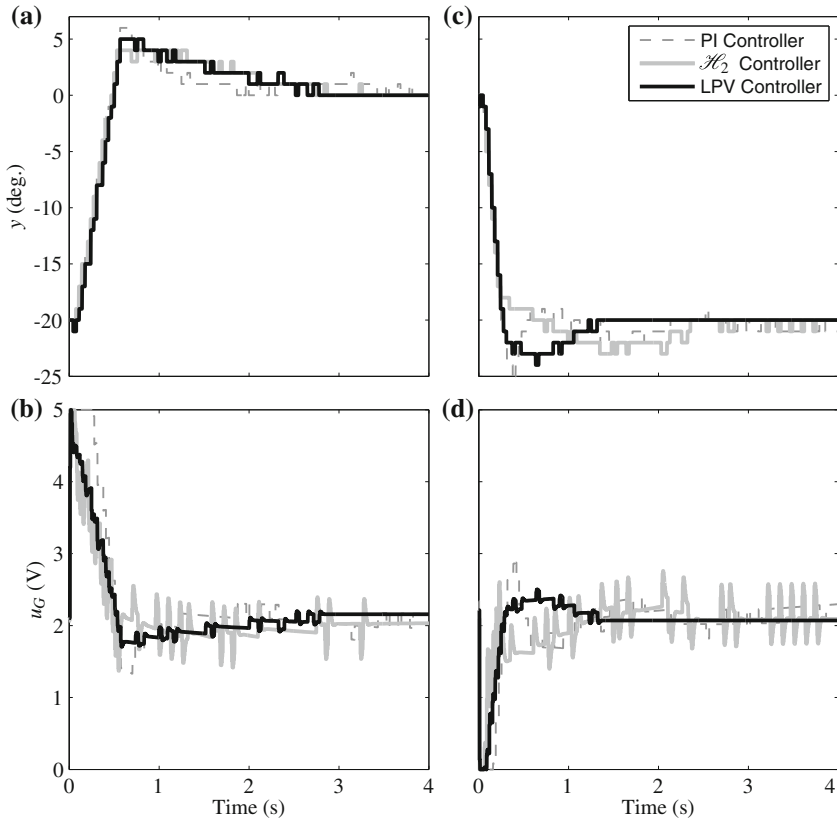 (a)
5
0
-5
-10
-15
-20
-25
y (deg.)
(c)
PI Controller
ℋ2 Controller
LPV Controller
(b)
5
4
3
2
1
0
uG (V)
0 1 2 3 4
Time (s)
(d)
0 1 2 3 4
Time (s)